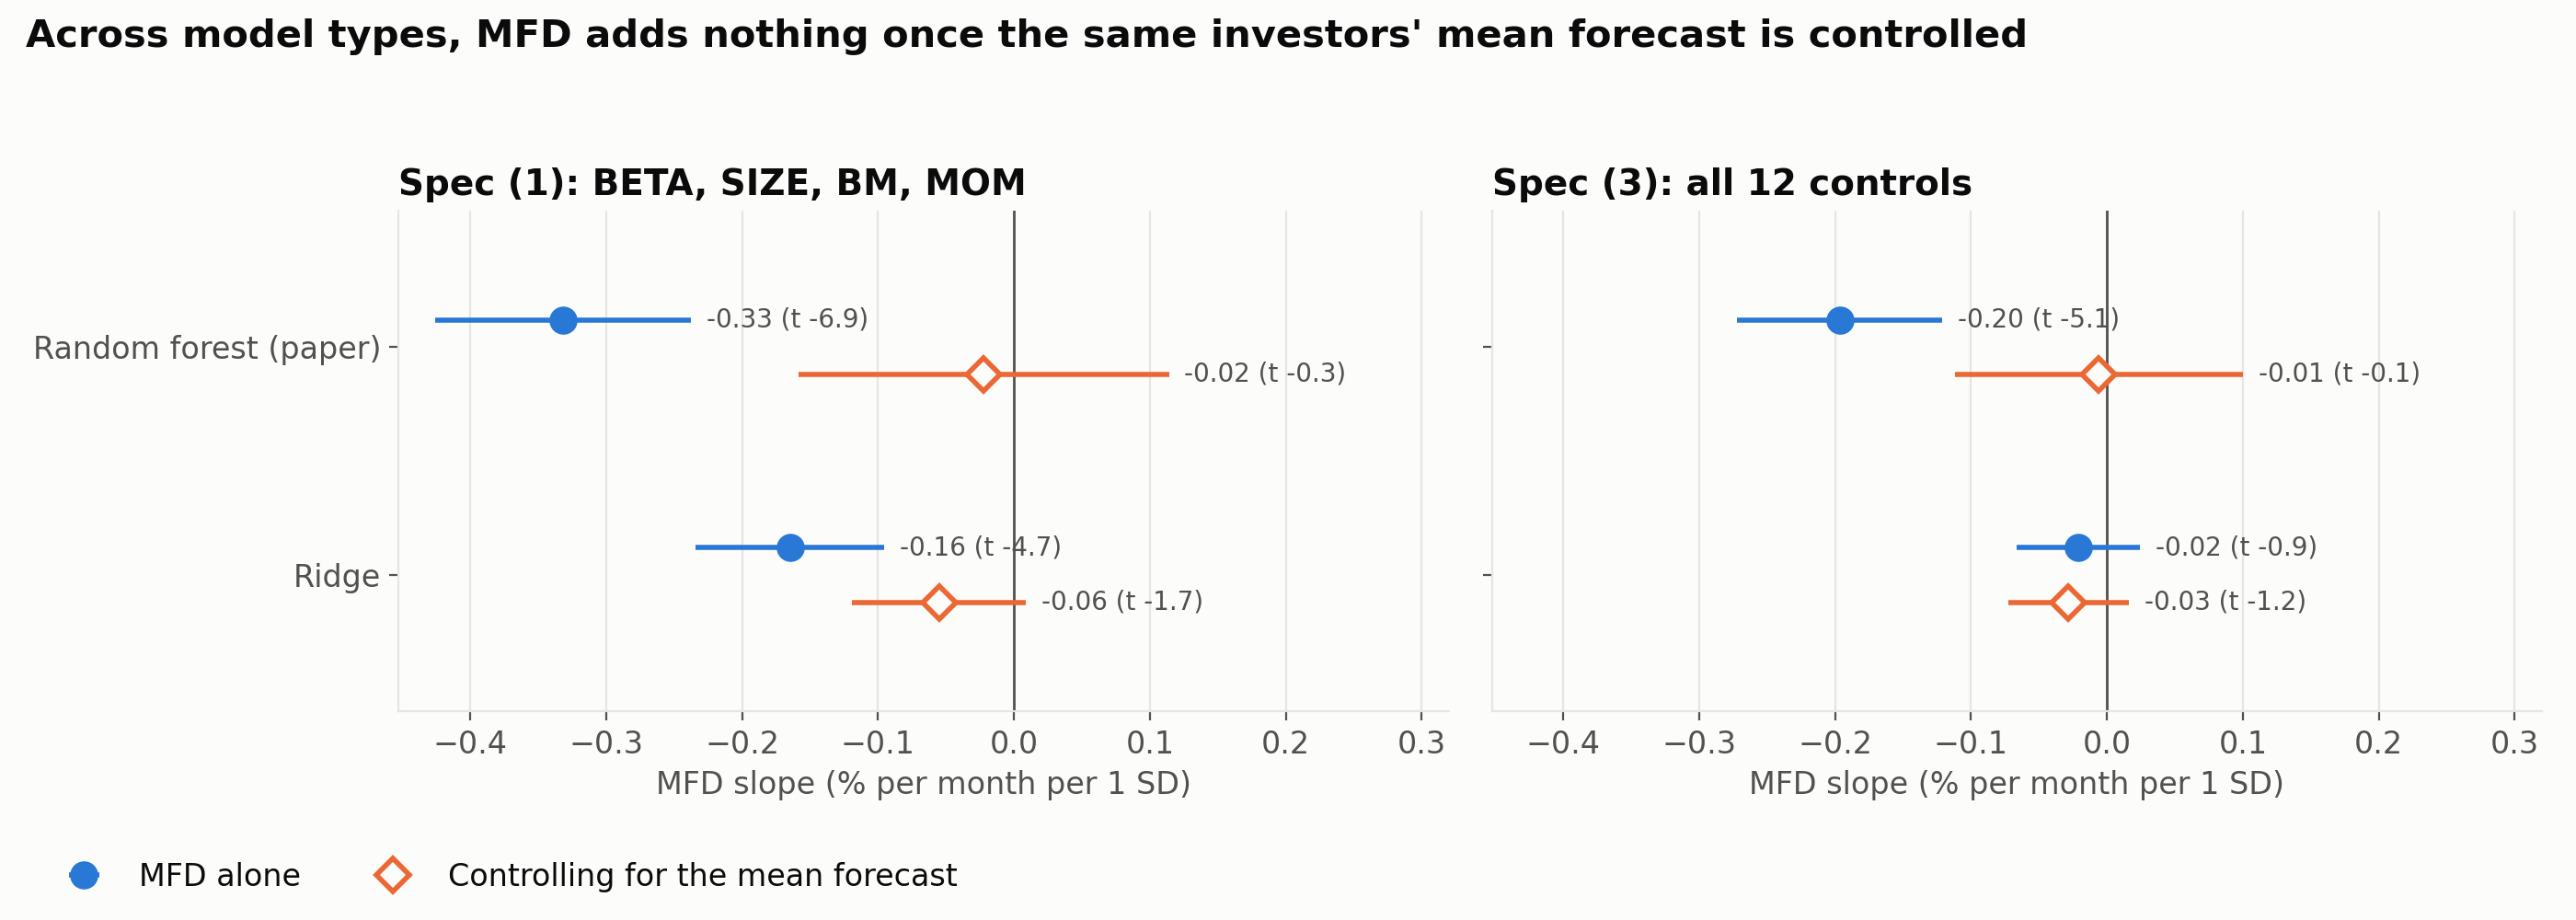 Across model types, MFD adds nothing once the same investors' mean forecast is controlled
Spec (1): BETA, SIZE, BM, MOM
Spec (3): all 12 controls
Random forest (paper)
Ridge
-0.33 (t -6.9)
-0.02 (t -0.3)
-0.16 (t -4.7)
-0.06 (t -1.7)
-0.20 (t -5.1)
-0.01 (t -0.1)
-0.02 (t -0.9)
-0.03 (t -1.2)
−0.4 −0.3 −0.2 −0.1 0.0 0.1 0.2 0.3
−0.4 −0.3 −0.2 −0.1 0.0 0.1 0.2 0.3
MFD slope (% per month per 1 SD)
MFD slope (% per month per 1 SD)
MFD alone
Controlling for the mean forecast